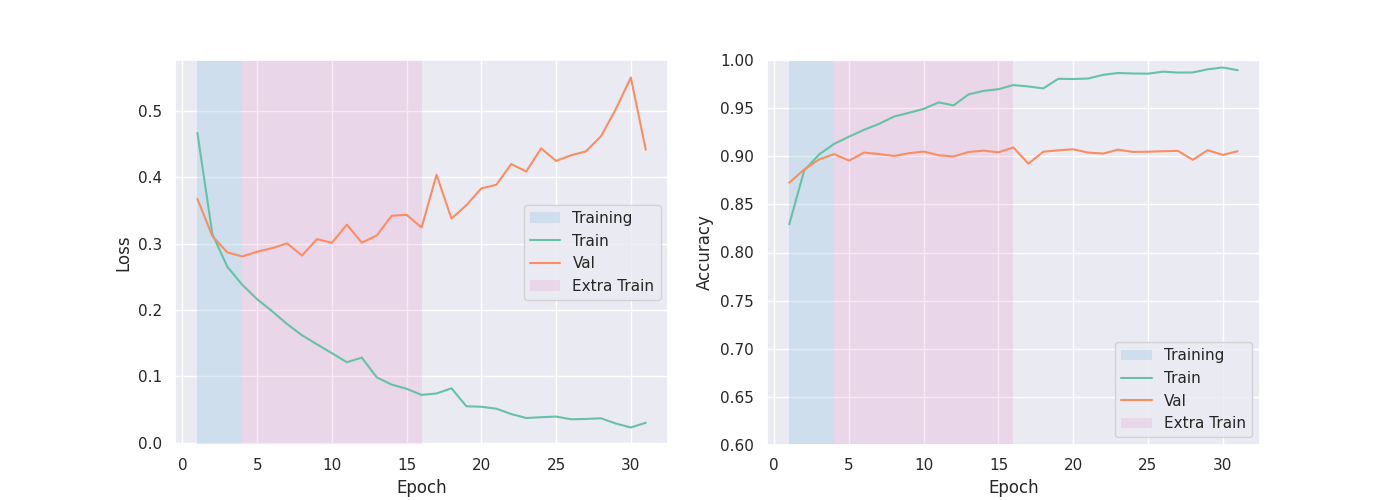 0.5
0.4
0.3
0.2
0.1
0.0
Loss
0 5 10 15 20 25 30
Epoch
Training
Train
Val
Extra Train
1.00
0.95
0.90
0.85
0.80
0.75
0.70
0.65
0.60
Accuracy
0 5 10 15 20 25 30
Epoch
Training
Train
Val
Extra Train